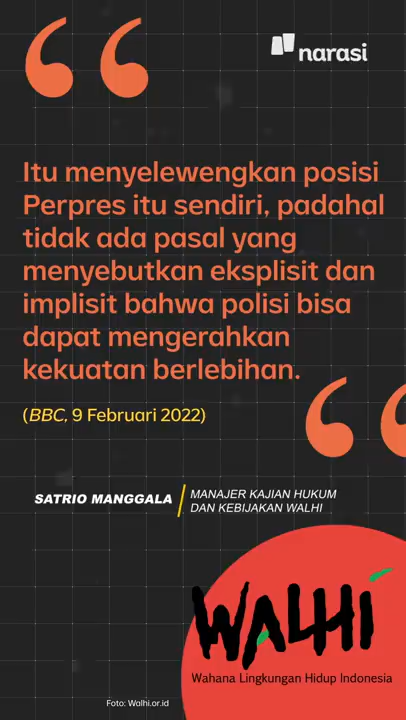 narasi
Itu menyelewengkan posisi
Perpres itu sendiri, padahal
tidak ada pasal yang
menyebutkan eksplisit dan
implisit bahwa polisi bisa
dapat mengerahkan
kekuatan berlebihan.
(BBC, 9 Februari 2022)
SATRIO MANGGALA
MANAJER KAJIAN HUKUM
DAN KEBIJAKAN WALHI
WALHI
Wahana Lingkungan Hidup Indonesia
Foto: Walhi.or.id